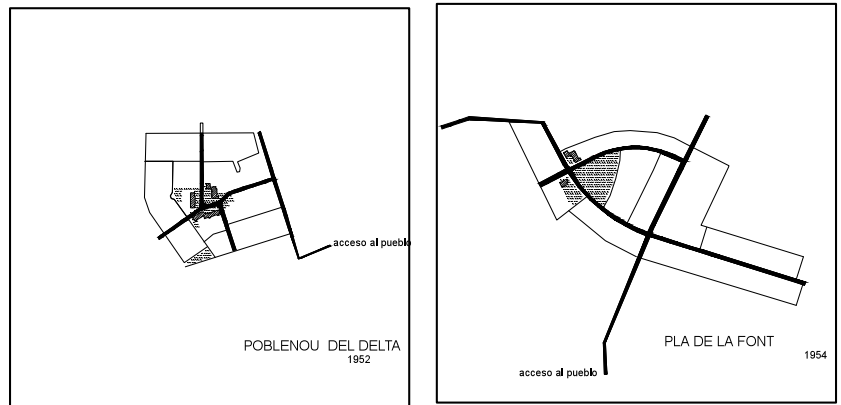 acceso al pueblo
POBLENOU DEL DELTA
1952
PLA DE LA FONT
1954
acceso al pueblo